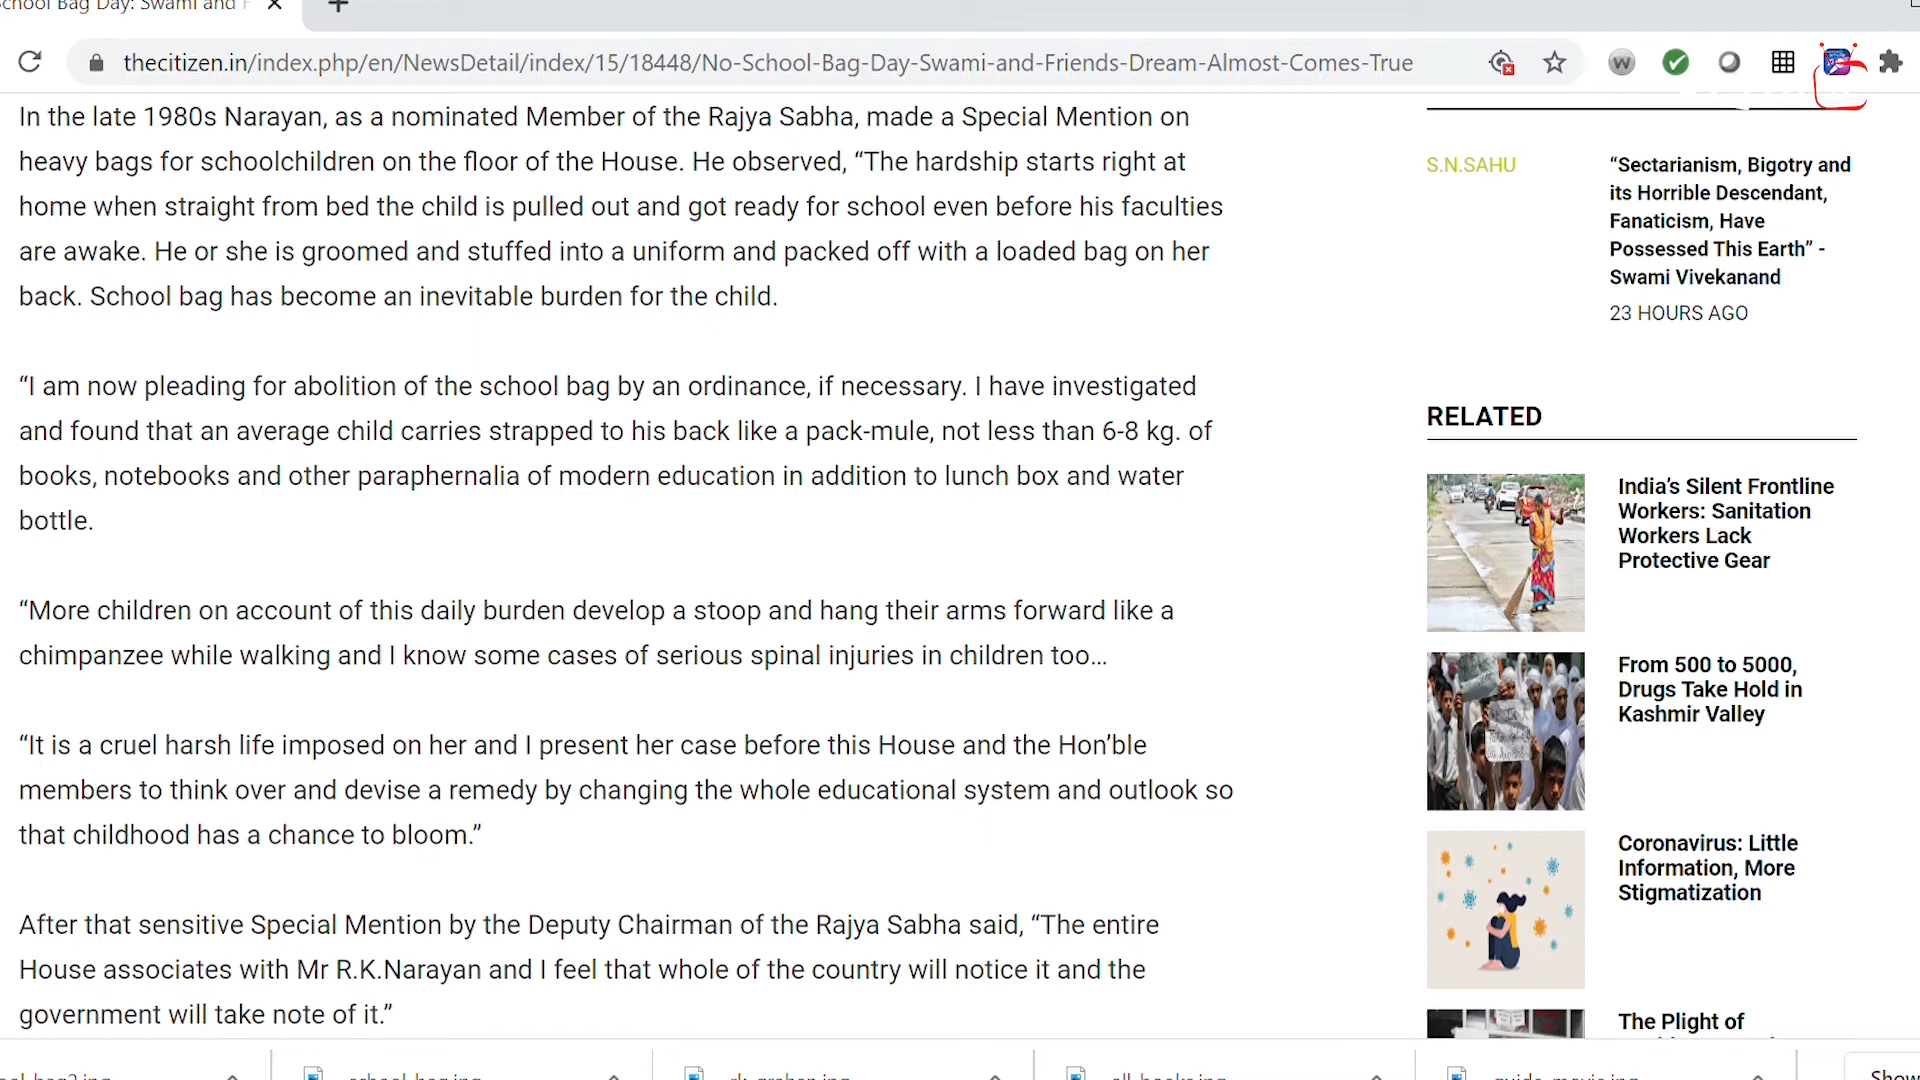 School Bag Day: Swami and F
thecitizen.in/index.php/en/NewsDetail/index/15/18448/No-School-Bag-Day-Swami-and-Friends-Dream-Almost-Comes-True
In the late 1980s Narayan, as a nominated Member of the Rajya Sabha, made a Special Mention on
heavy bags for schoolchildren on the floor of the House. He observed, “The hardship starts right at
home when straight from bed the child is pulled out and got ready for school even before his faculties
are awake. He or she is groomed and stuffed into a uniform and packed off with a loaded bag on her
back. School bag has become an inevitable burden for the child.
“I am now pleading for abolition of the school bag by an ordinance, if necessary. I have investigated
and found that an average child carries strapped to his back like a pack-mule, not less than 6-8 kg. of
books, notebooks and other paraphernalia of modern education in addition to lunch box and water
bottle.
“More children on account of this daily burden develop a stoop and hang their arms forward like a
chimpanzee while walking and I know some cases of serious spinal injuries in children too...
“It is a cruel harsh life imposed on her and I present her case before this House and the Hon’ble
members to think over and devise a remedy by changing the whole educational system and outlook so
that childhood has a chance to bloom.”
After that sensitive Special Mention by the Deputy Chairman of the Rajya Sabha said, “The entire
House associates with Mr R.K.Narayan and I feel that whole of the country will notice it and the
government will take note of it.”
S.N.SAHU
“Sectarianism, Bigotry and
its Horrible Descendant,
Fanaticism, Have
Possessed This Earth” -
Swami Vivekanand
23 HOURS AGO
RELATED
India’s Silent Frontline
Workers: Sanitation
Workers Lack
Protective Gear
From 500 to 5000,
Drugs Take Hold in
Kashmir Valley
Coronavirus: Little
Information, More
Stigmatization
The Plight of
Show